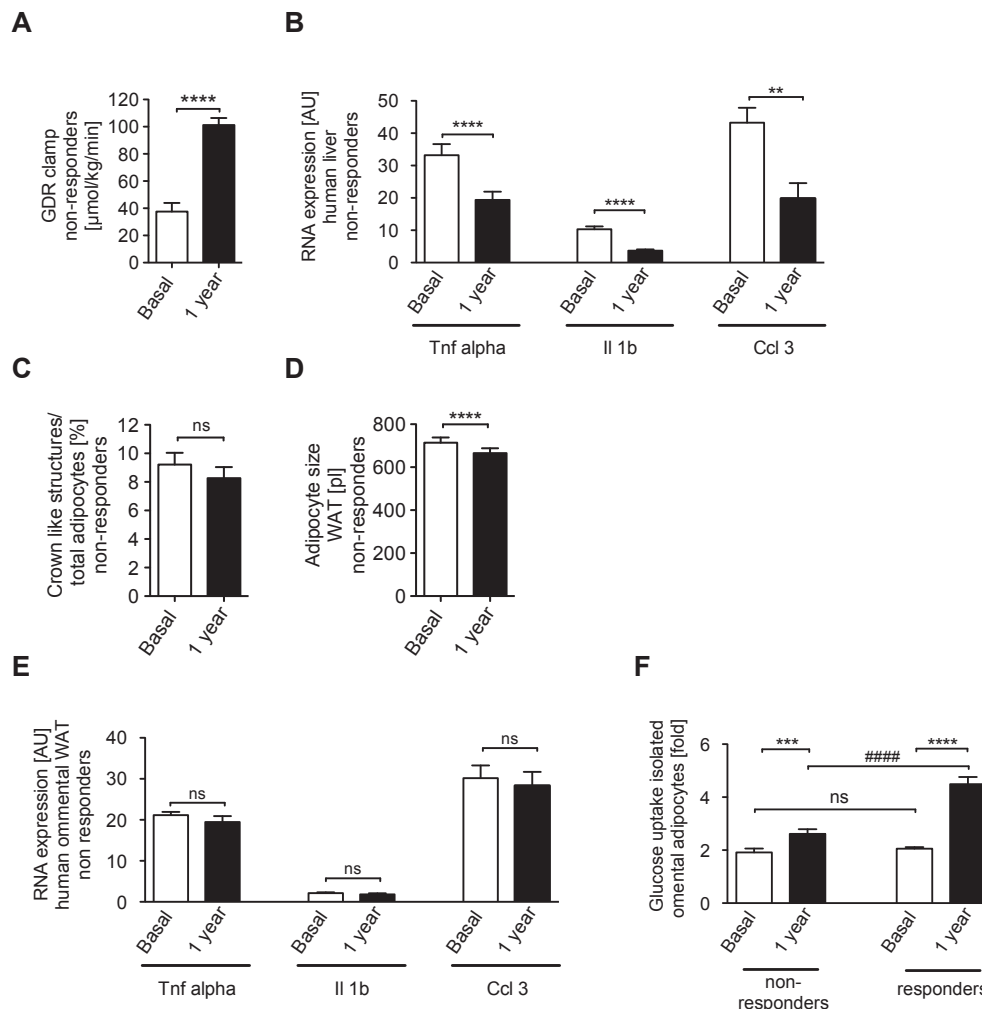 A
GDR clamp
non-responders
[µmol/kg/min]
120
100
80
60
40
20
0
****
Basal
1 year
B
RNA expression [AU]
human liver
non-responders
50
40
30
20
10
0
****
****
**
Basal
1 year
Basal
1 year
Basal
1 year
Tnf alpha
Il 1b
Ccl 3
C
Crown like structures/
total adipocytes [%]
non-responders
12
10
8
6
4
2
0
ns
Basal
1 year
D
Adipocyte size
WAT [pl]
non-responders
800
600
400
200
0
****
Basal
1 year
E
RNA expression [AU]
human ommental WAT
non responders
40
30
20
10
0
ns
ns
ns
Basal
1 year
Basal
1 year
Basal
1 year
Tnf alpha
Il 1b
Ccl 3
F
Glucose uptake isolated
omental adipocytes [fold]
6
4
2
0
***
****
####
ns
Basal
1 year
Basal
1 year
non-
responders
responders